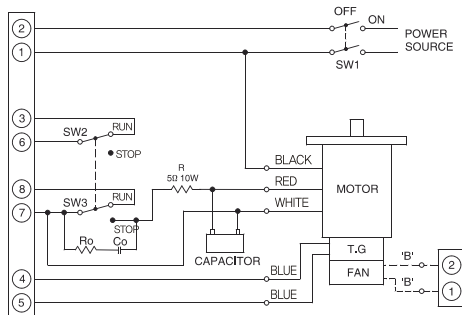 OFF
ON
2
1
POWER
SOURCE
SW1
3
RUN
SW2
6
STOP
BLACK
R
5Ω 10W
8
RUN
RED
MOTOR
SW3
7
WHITE
STOP
Ro
Co
CAPACITOR
T.G
4
BLUE
FAN
'B'
2
5
BLUE
'B'
1